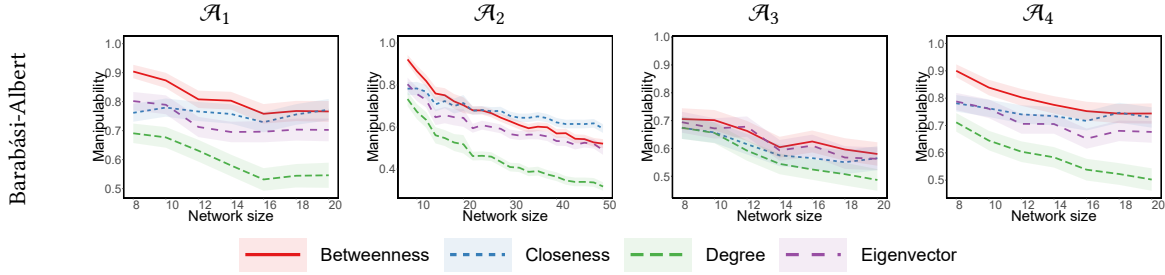 𝒜1 𝒜2 𝒜3 𝒜4
Barabási-Albert
Manipulability
1.0
0.9
0.8
0.7
0.6
0.5
8 10 12 14 16 18 20
Network size
Manipulability
1.0
0.8
0.6
0.4
10 20 30 40 50
Network size
Manipulability
1.0
0.9
0.8
0.7
0.6
0.5
8 10 12 14 16 18 20
Network size
Manipulability
1.0
0.9
0.8
0.7
0.6
0.5
8 10 12 14 16 18 20
Network size
Betweenness Closeness Degree Eigenvector